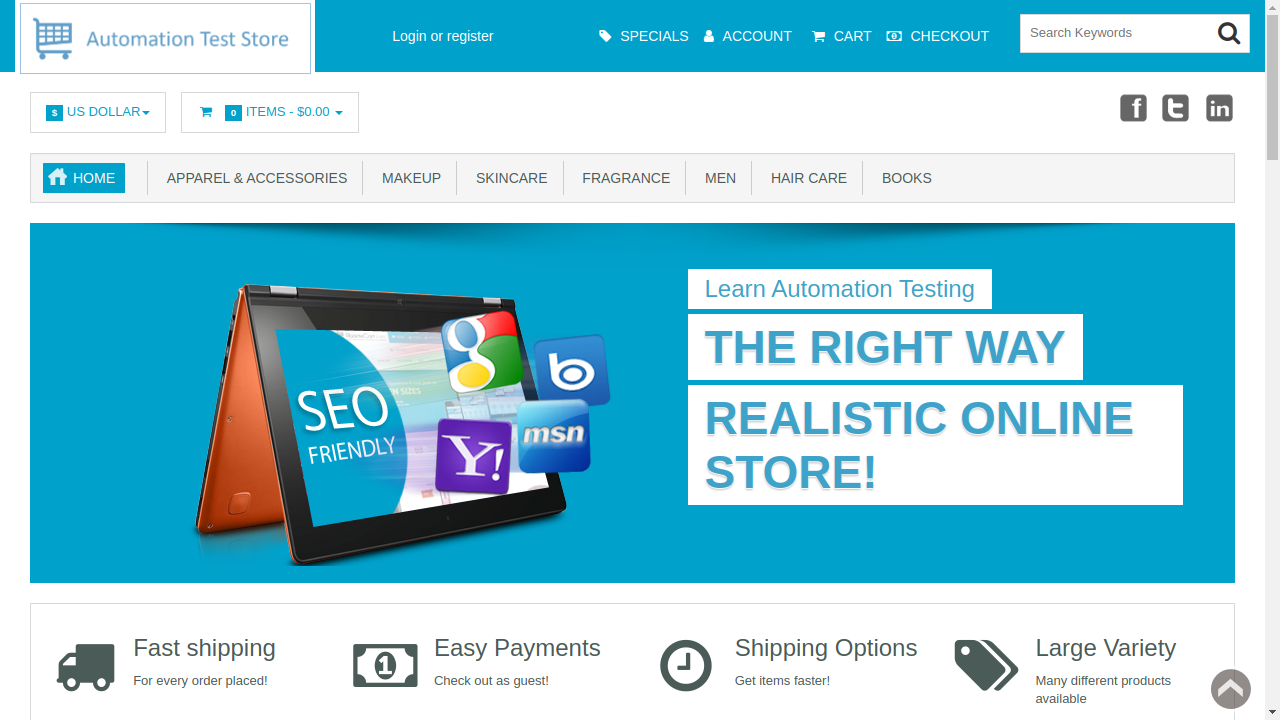 Automation Test Store
Login or register
SPECIALS ACCOUNT CART CHECKOUT
Search Keywords
$ US DOLLAR
0 ITEMS - $0.00
f t in
HOME APPAREL & ACCESSORIES MAKEUP SKINCARE FRAGRANCE MEN HAIR CARE BOOKS
Learn Automation Testing
THE RIGHT WAY
REALISTIC ONLINE
STORE!
SEO
FRIENDLY
g
b
Y!
msn
Fast shipping
For every order placed!
Easy Payments
Check out as guest!
Shipping Options
Get items faster!
Large Variety
Many different products
available
1